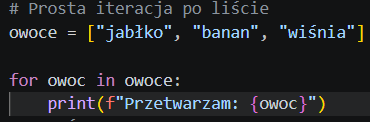 # Prosta iteracja po liście
owoce = ["jabłko", "banan", "wiśnia"]
for owoc in owoce:
    print(f"Przetwarzam: {owoc}")